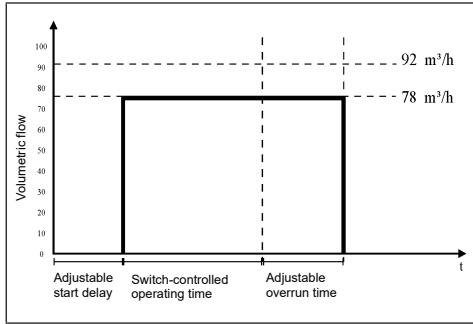 100
92 m³/h
90
80
78 m³/h
70
60
50
40
30
20
10
0
Volumetric flow
t
Adjustable
start delay
Switch-controlled
operating time
Adjustable
overrun time